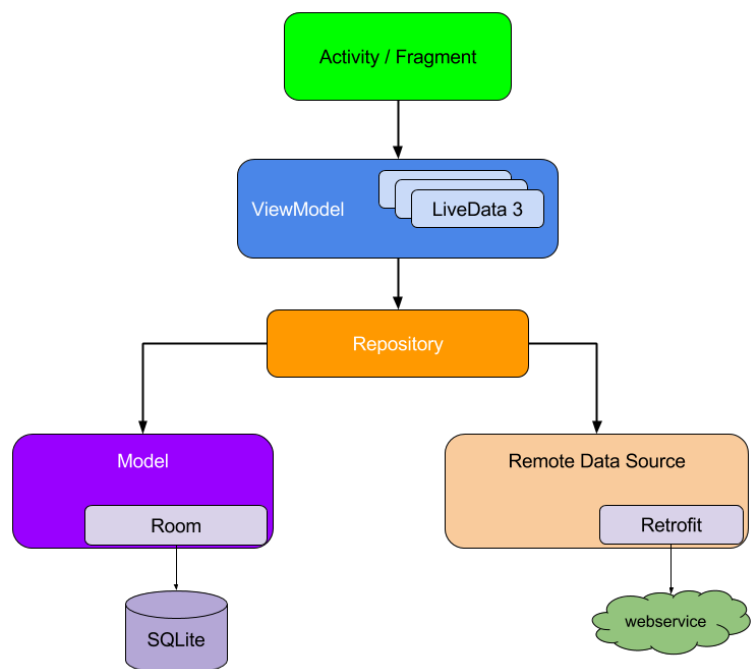 Activity / Fragment
ViewModel
LiveData 3
Repository
Model
Remote Data Source
Room
Retrofit
SQLite
webservice